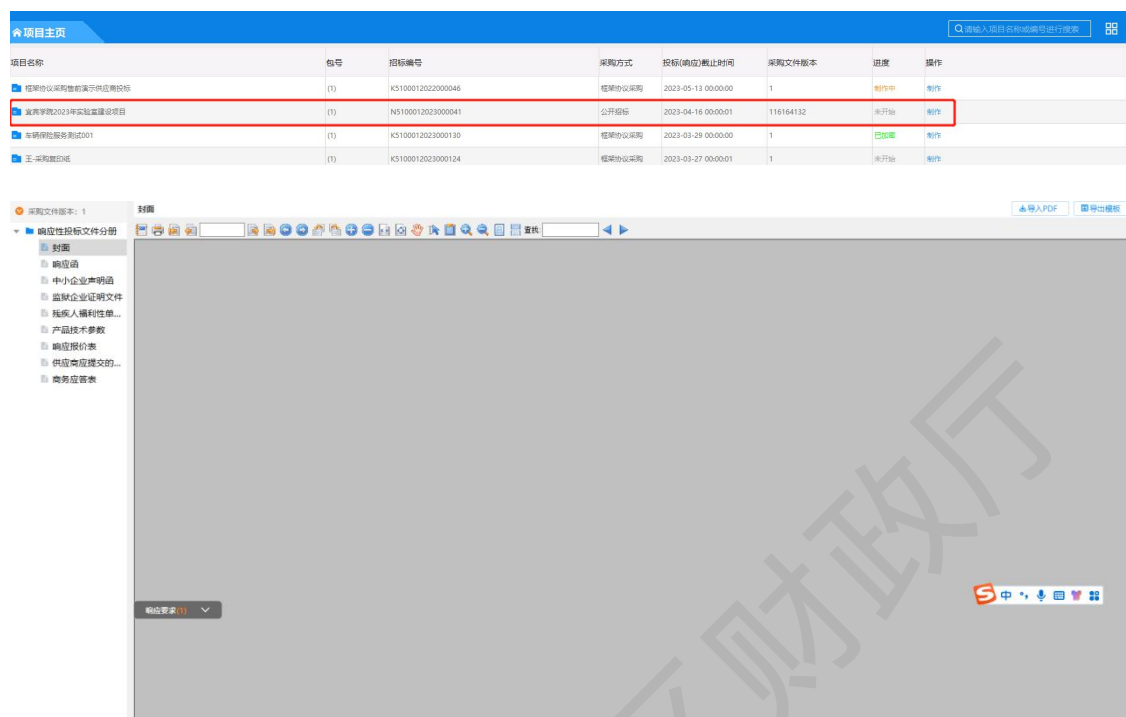 项目主页
请输入项目名称或编号进行搜索
项目名称 包号 招标编号 采购方式 投标(响应)截止时间 采购文件版本 进度 操作
框架协议采购售前演示供应商投标 (1) K5100012022000046 框架协议采购 2023-05-13 00:00:00 1 制作中 制作
宜宾学院2023年实验室建设项目 (1) N5100012023000041 公开招标 2023-04-16 00:00:01 116164132 未开始 制作
车辆保险服务测试001 (1) K5100012023000130 框架协议采购 2023-03-29 00:00:00 1 已加密 制作
王-采购复印纸 (1) K5100012023000124 框架协议采购 2023-03-27 00:00:01 1 未开始 制作
采购文件版本: 1 封面 导入PDF 导出模板
响应性投标文件分册 查找:
封面
响应函
中小企业声明函
监狱企业证明文件
残疾人福利性单...
产品技术参数
响应报价表
供应商应提交的...
商务应答表
响应要求(1)
中
财政厅